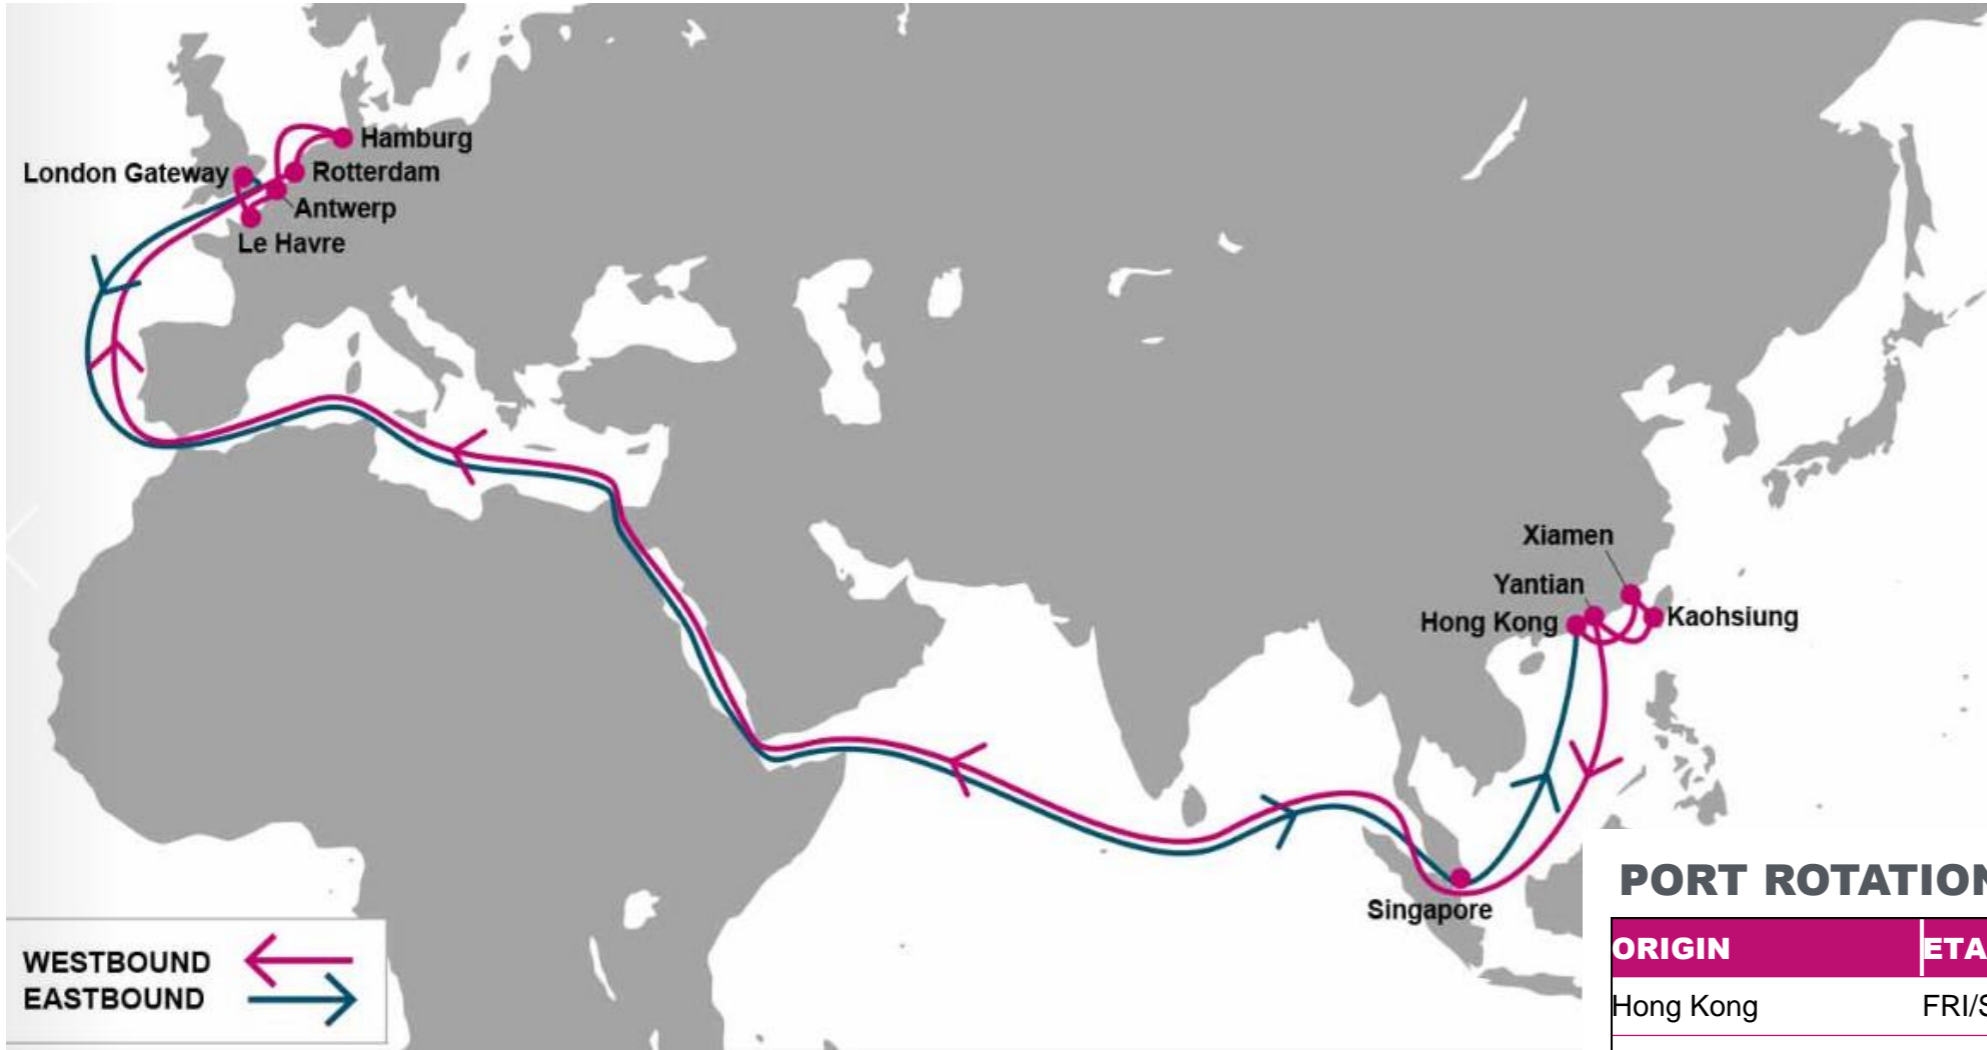 Hamburg
London Gateway
Rotterdam
Antwerp
Le Havre
Xiamen
Yantian
Hong Kong
Kaohsiung
Singapore
WESTBOUND
EASTBOUND
PORT ROTATION
ORIGIN ETA
Hong Kong FRI/S